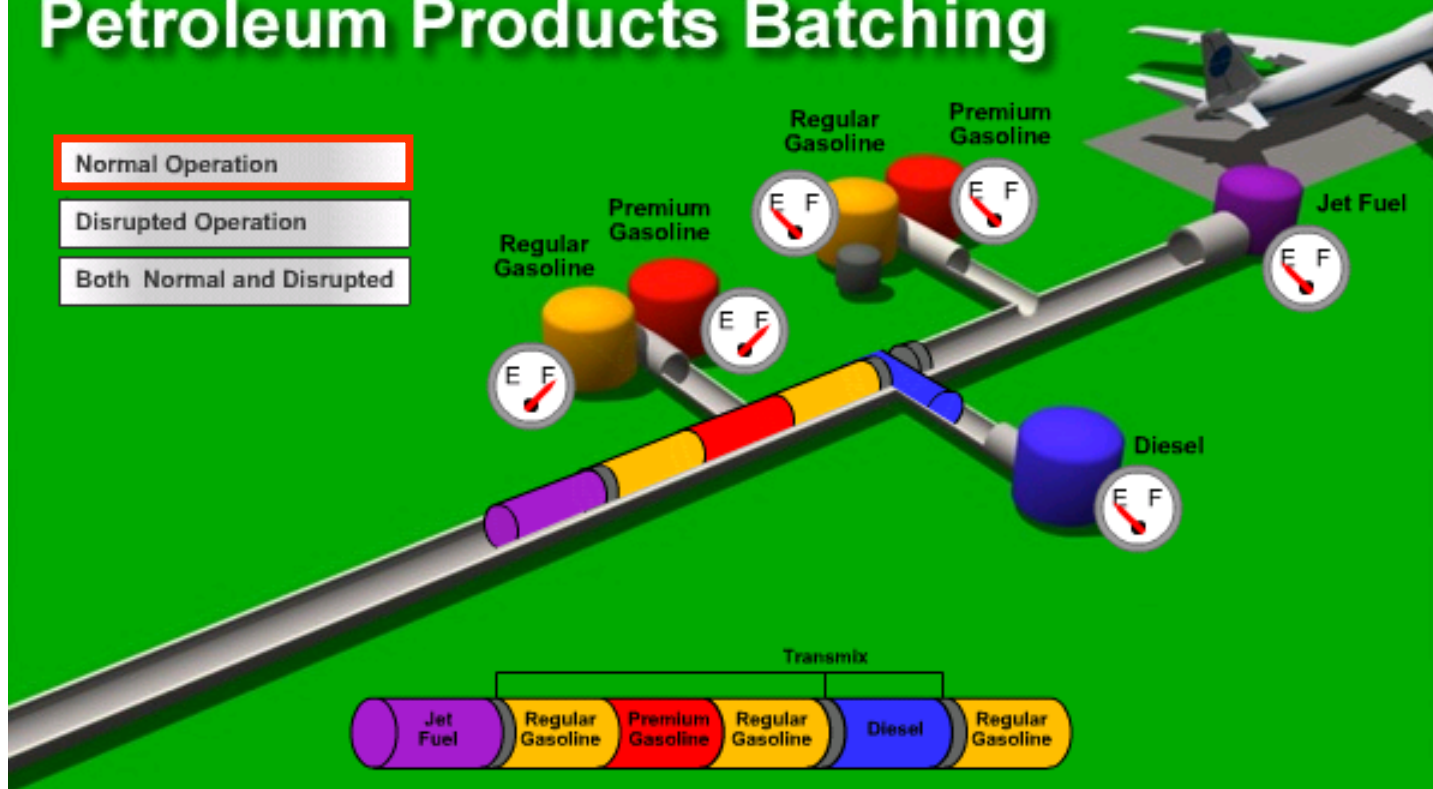 Petroleum Products Batching
Normal Operation
Disrupted Operation
Both Normal and Disrupted
Regular
Gasoline
Premium
Gasoline
E F
E F
Regular
Gasoline
Premium
Gasoline
E F
E F
Jet Fuel
E F
Diesel
E F
Transmix
Jet
Fuel
Regular
Gasoline
Premium
Gasoline
Regular
Gasoline
Diesel
Regular
Gasoline